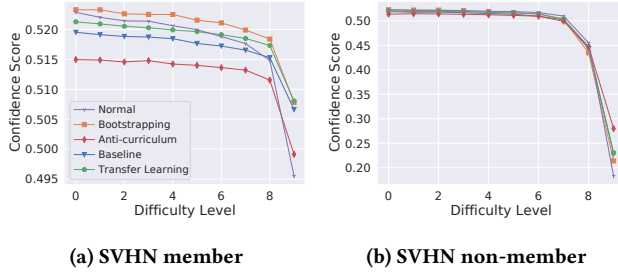 Confidence Score
0.520
0.515
0.510
0.505
0.500
0.495
Normal
Bootstrapping
Anti-curriculum
Baseline
Transfer Learning
0 2 4 6 8
Difficulty Level
(a) SVHN member
Confidence Score
0.50
0.45
0.40
0.35
0.30
0.25
0.20
0 2 4 6 8
Difficulty Level
(b) SVHN non-member